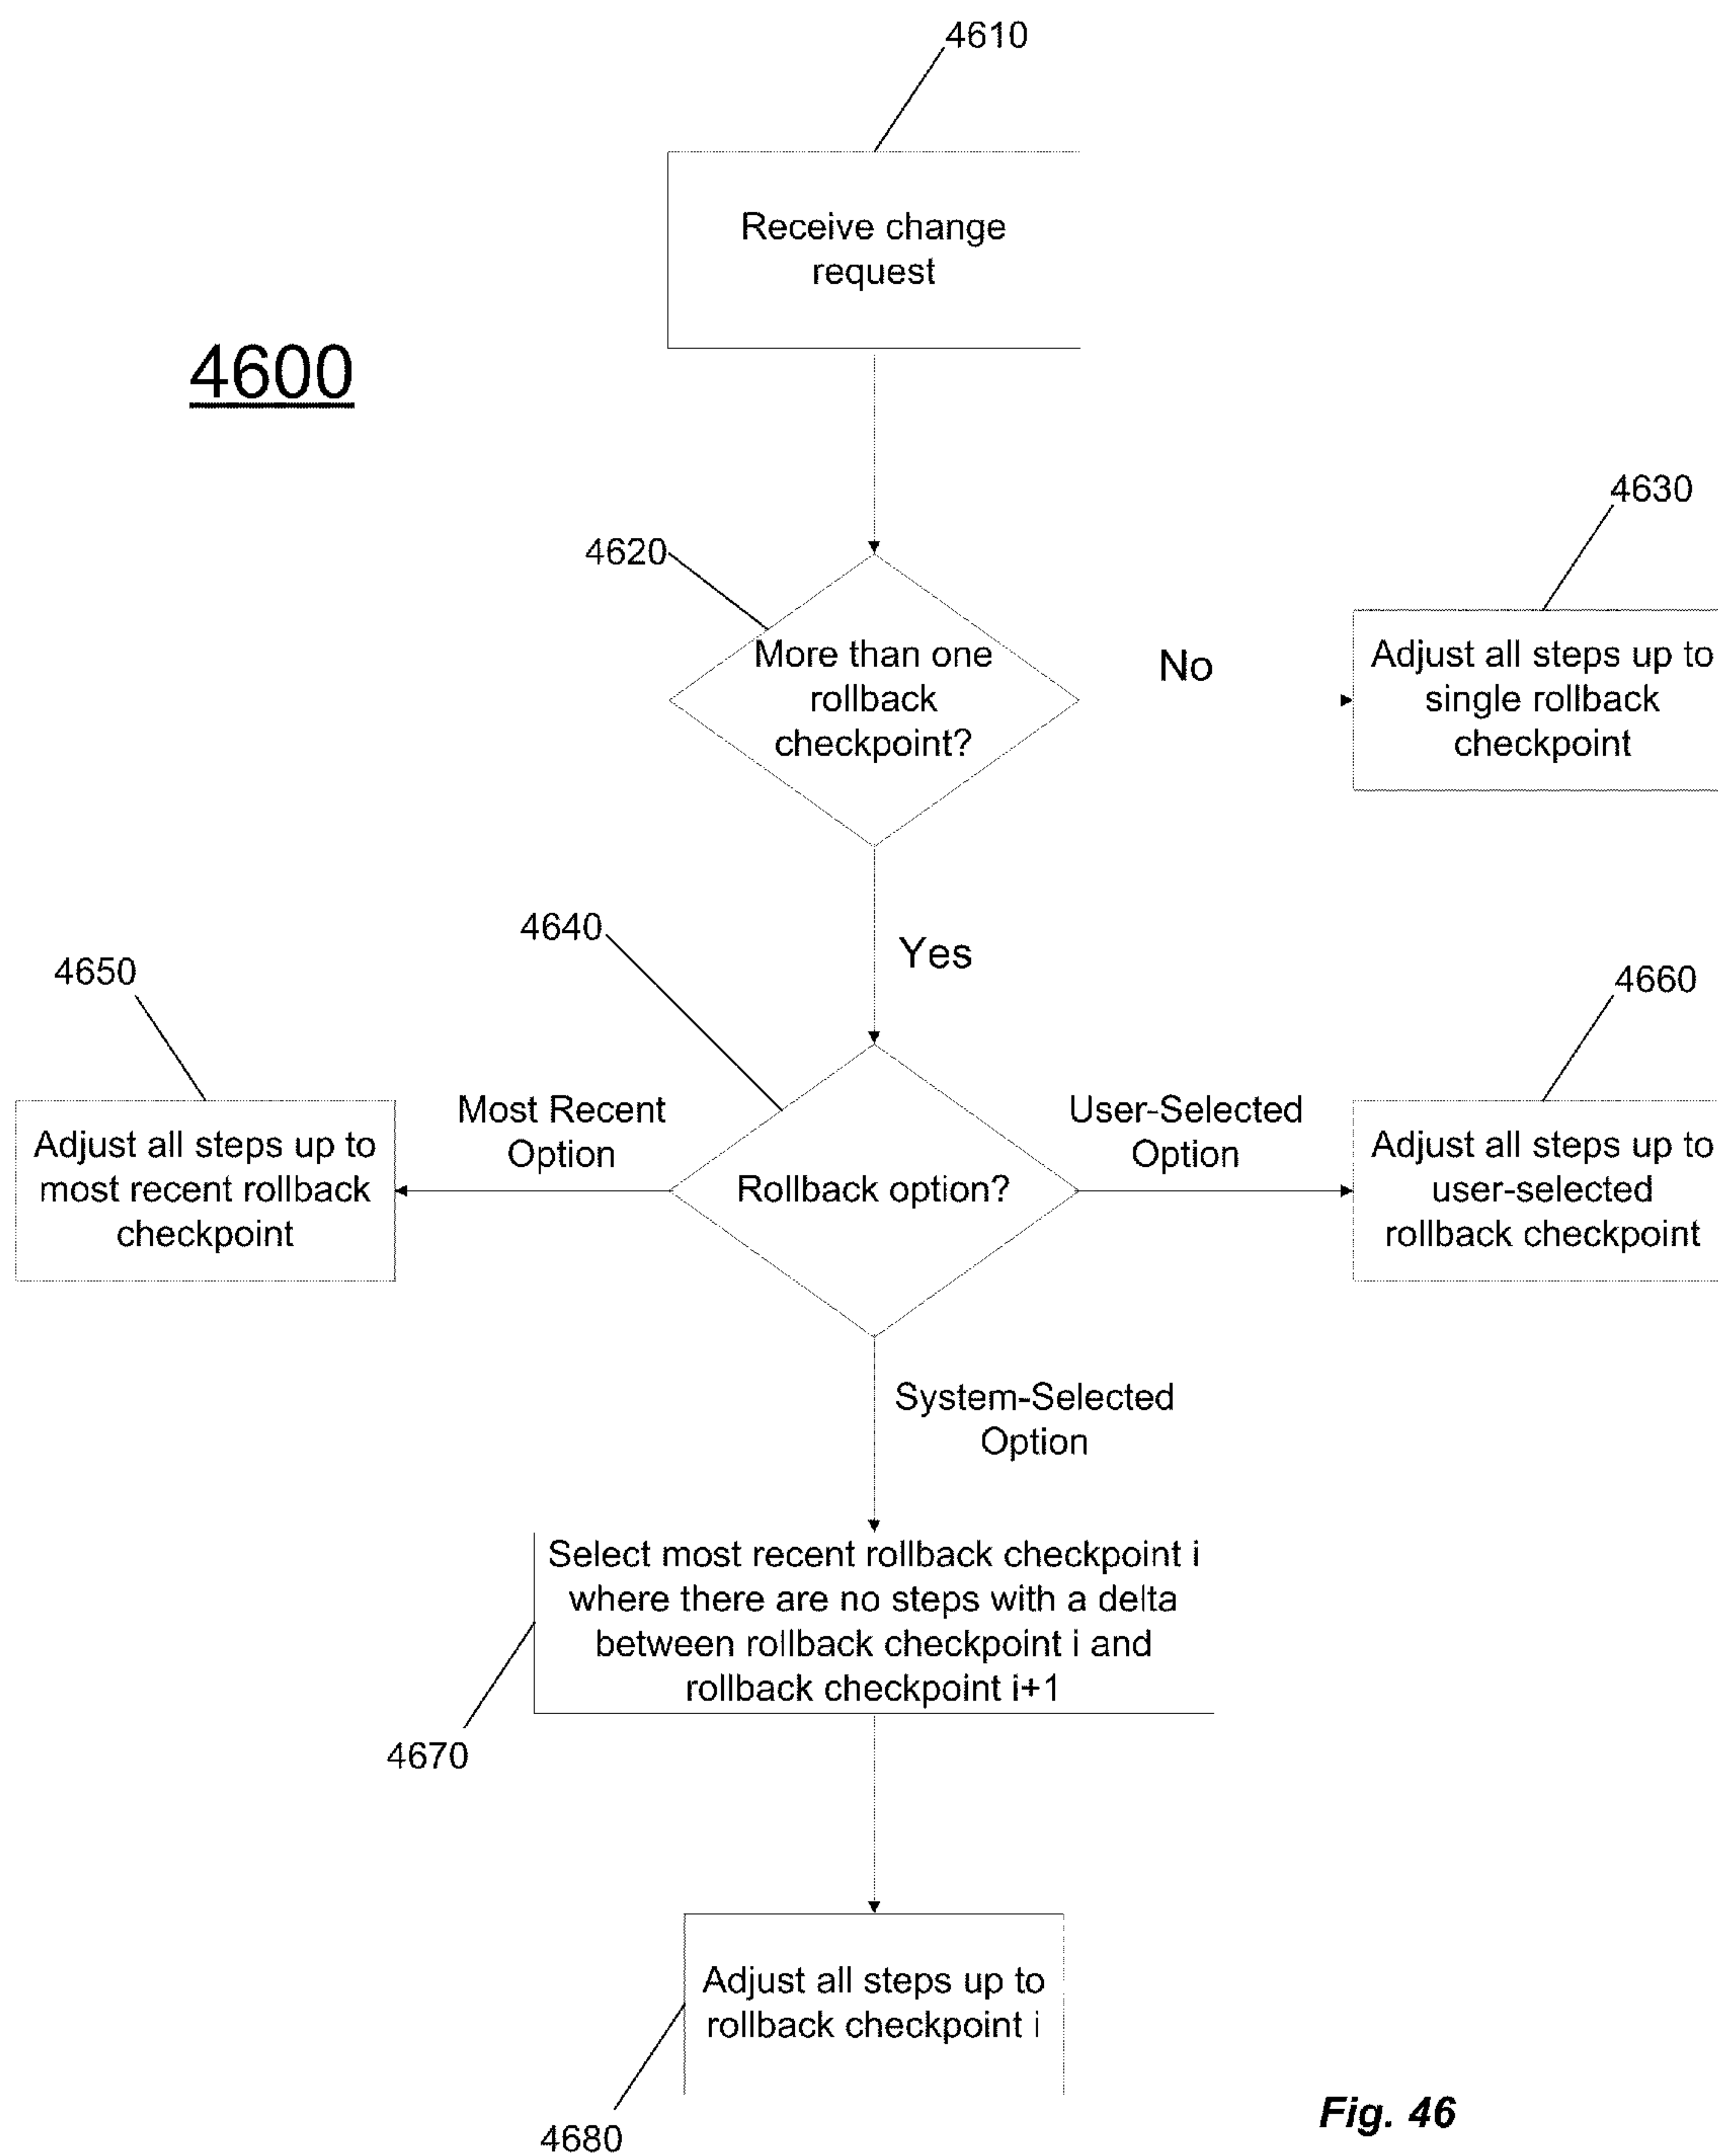 4610
Receive change
request
4600
4630
4620
More than one
rollback
checkpoint?
No
Adjust all steps up to
single rollback
checkpoint
4640
Yes
4650
4660
Most Recent
Option
User-Selected
Option
Adjust all steps up to
most recent rollback
checkpoint
Rollback option?
Adjust all steps up to
user-selected
rollback checkpoint
System-Selected
Option
Select most recent rollback checkpoint i
where there are no steps with a delta
between rollback checkpoint i and
rollback checkpoint i+1
4670
Adjust all steps up to
rollback checkpoint i
4680
Fig. 46